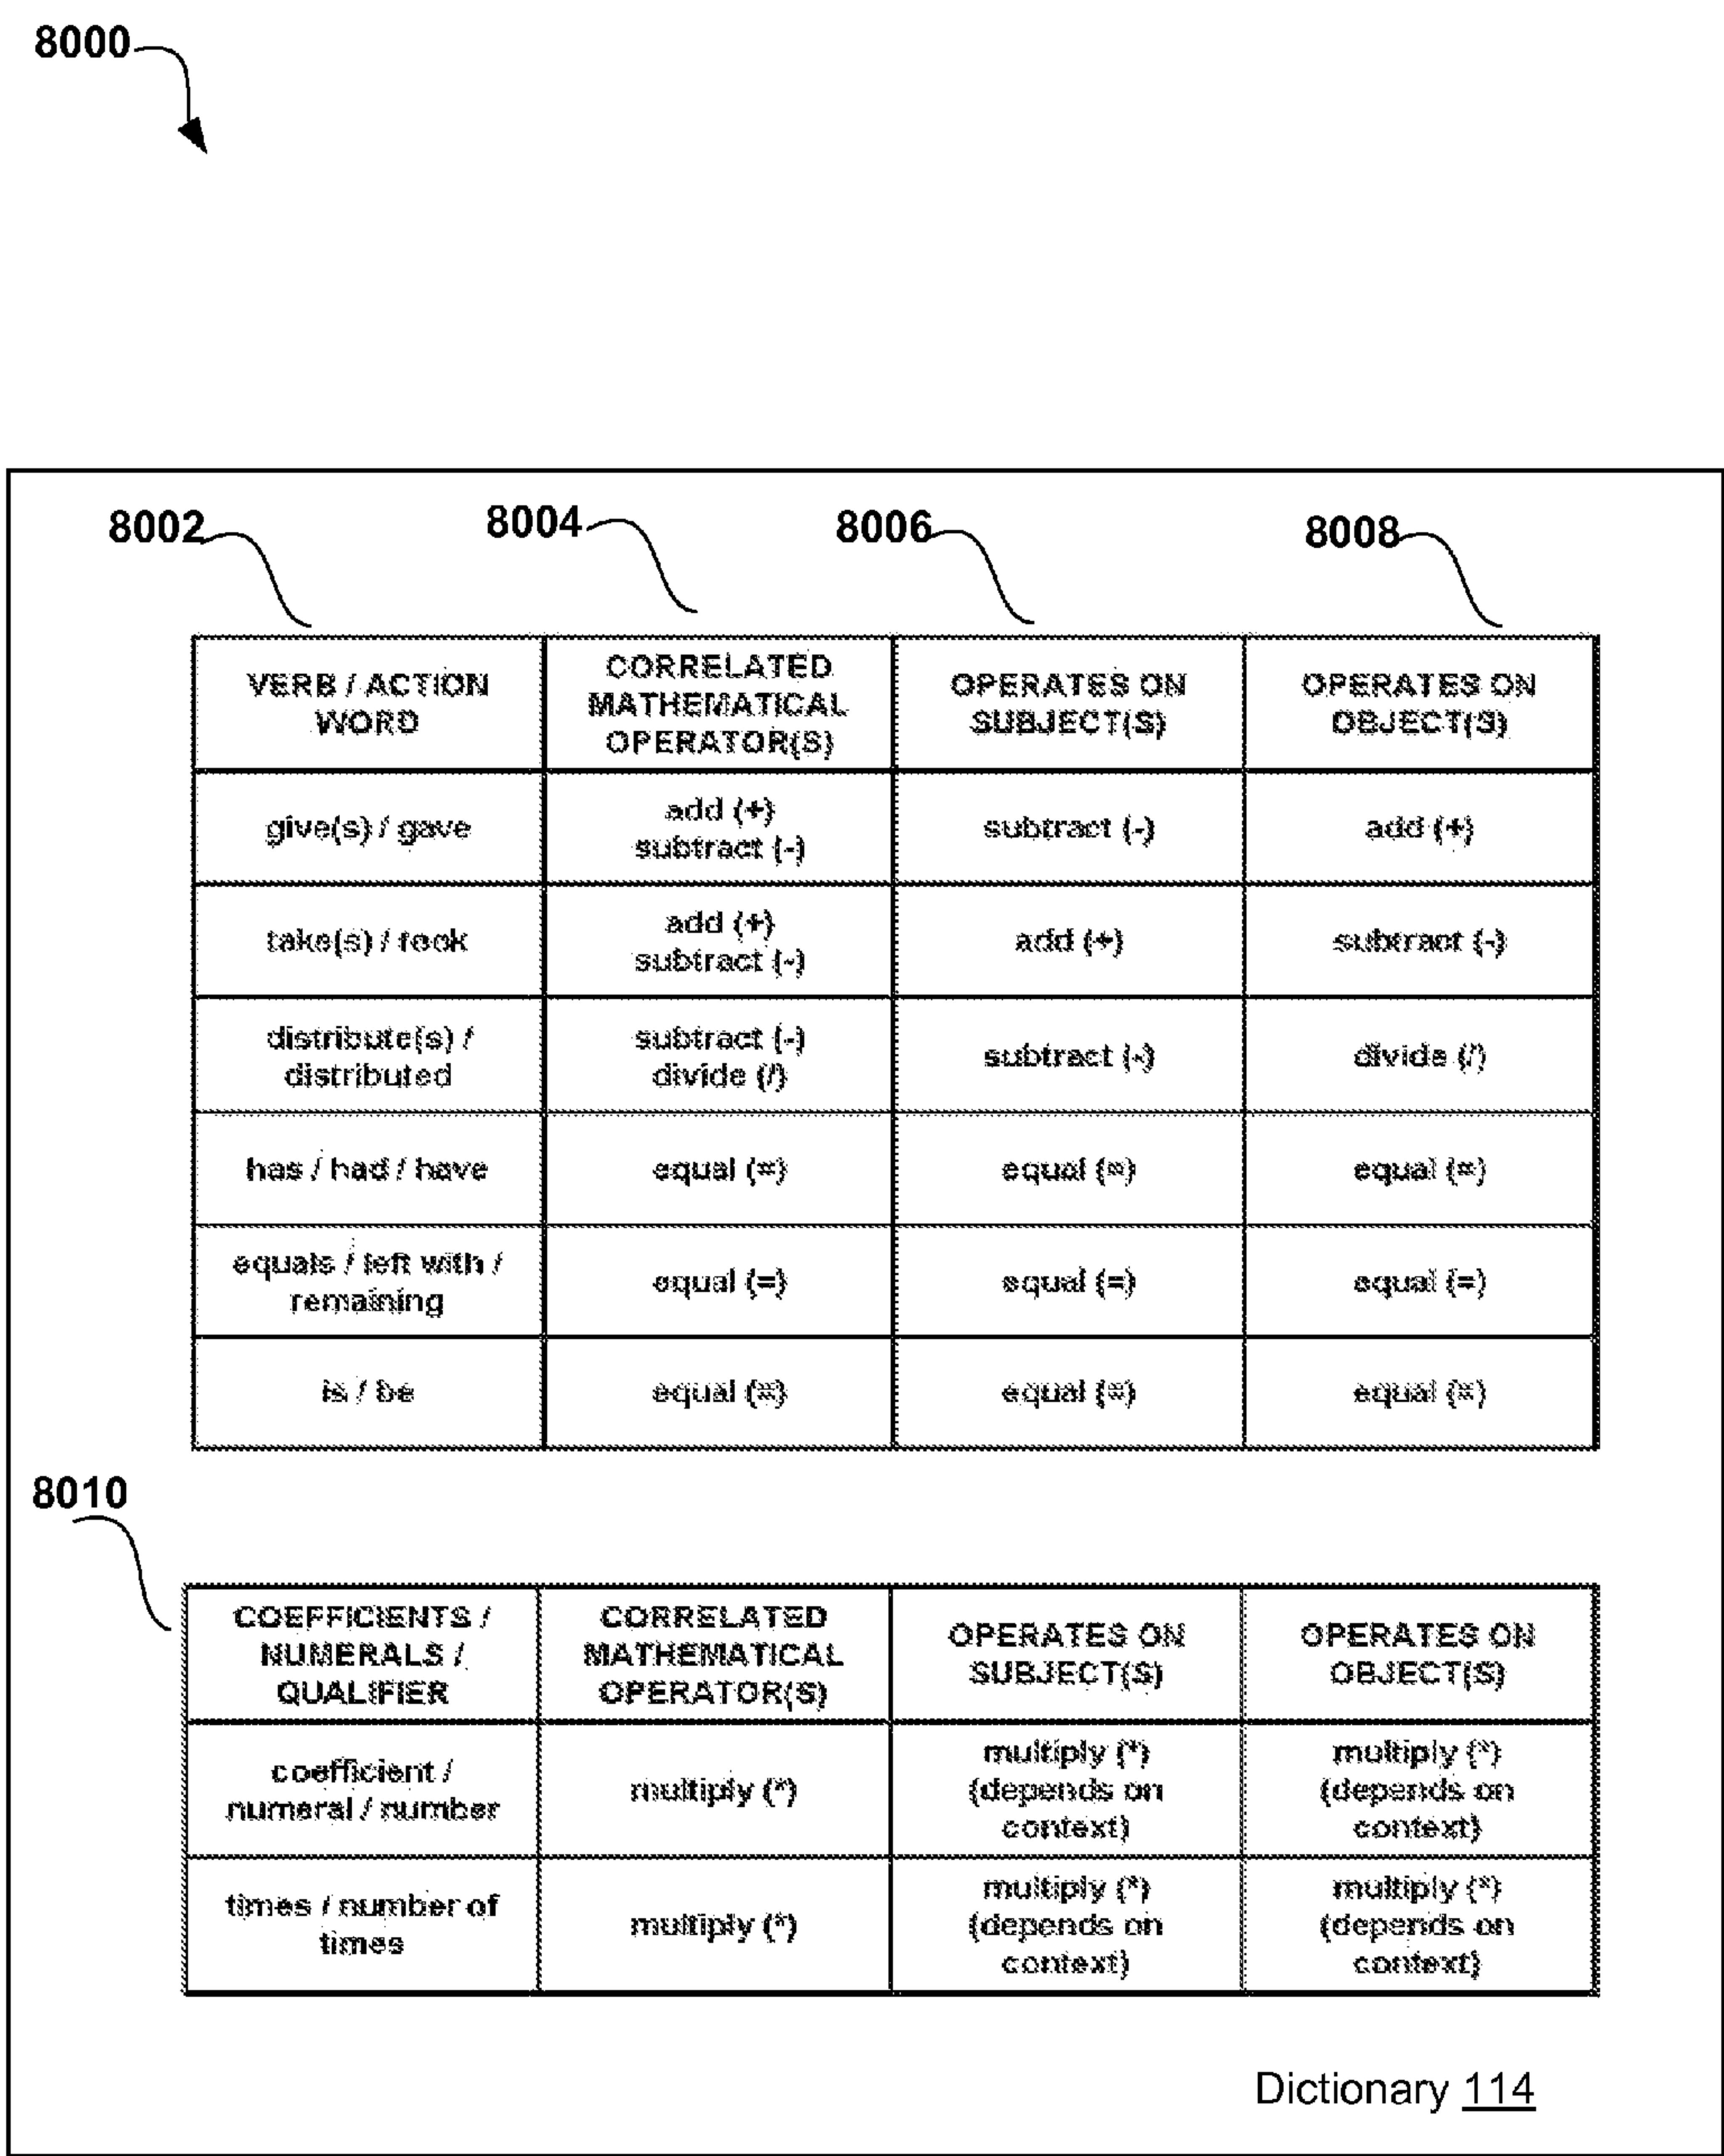 8000
8002 8004 8006 8008
VERB / ACTION WORD | CORRELATED MATHEMATICAL OPERATOR(S) | OPERATES ON SUBJECT(S) | OPERATES ON OBJECT(S)
give(s) / gave | add (+) subtract (-) | subtract (-) | add (+)
take(s) / took | add (+) subtract (-) | add (+) | subtract (-)
distribute(s) / distributed | subtract (-) divide (/) | subtract (-) | divide (/)
has / had / have | equal (=) | equal (=) | equal (=)
equals / left with / remaining | equal (=) | equal (=) | equal (=)
is / be | equal (=) | equal (=) | equal (=)
8010
COEFFICIENTS / NUMERALS / QUALIFIER | CORRELATED MATHEMATICAL OPERATOR(S) | OPERATES ON SUBJECT(S) | OPERATES ON OBJECT(S)
coefficient / numeral / number | multiply (*) | multiply (*) (depends on context) | multiply (*) (depends on context)
times / number of times | multiply (*) | multiply (*) (depends on context) | multiply (*) (depends on context)
Dictionary 114